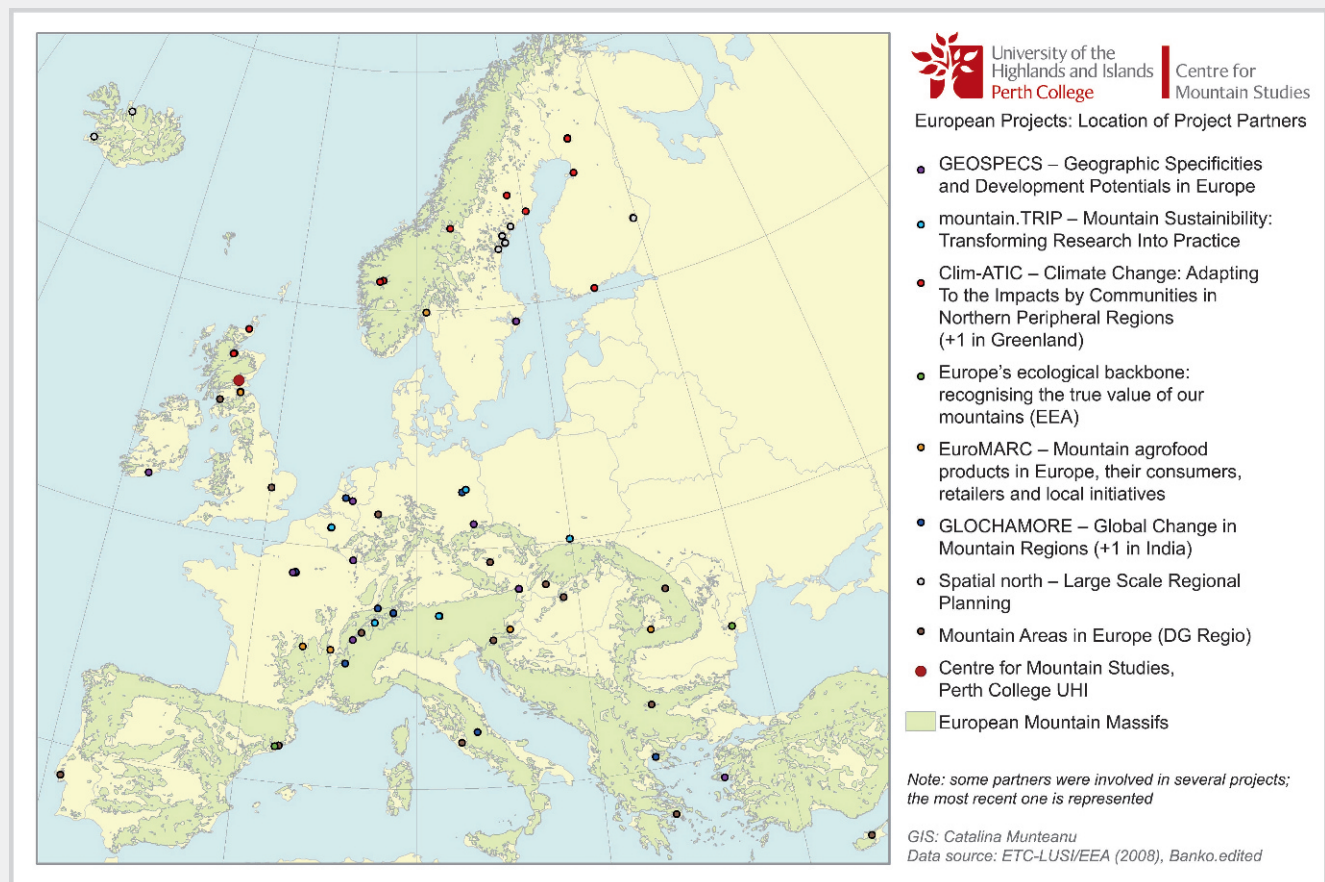 University of the
Highlands and Islands
Perth College
Centre for
Mountain Studies
European Projects: Location of Project Partners
GEOSPECS – Geographic Specificities
and Development Potentials in Europe
mountain.TRIP – Mountain Sustainibility:
Transforming Research Into Practice
Clim-ATIC – Climate Change: Adapting
To the Impacts by Communities in
Northern Peripheral Regions
(+1 in Greenland)
Europe's ecological backbone:
recognising the true value of our
mountains (EEA)
EuroMARC – Mountain agrofood
products in Europe, their consumers,
retailers and local initiatives
GLOCHAMORE – Global Change in
Mountain Regions (+1 in India)
Spatial north – Large Scale Regional
Planning
Mountain Areas in Europe (DG Regio)
Centre for Mountain Studies,
Perth College UHI
European Mountain Massifs
Note: some partners were involved in several projects;
the most recent one is represented
GIS: Catalina Munteanu
Data source: ETC-LUSI/EEA (2008), Banko.edited